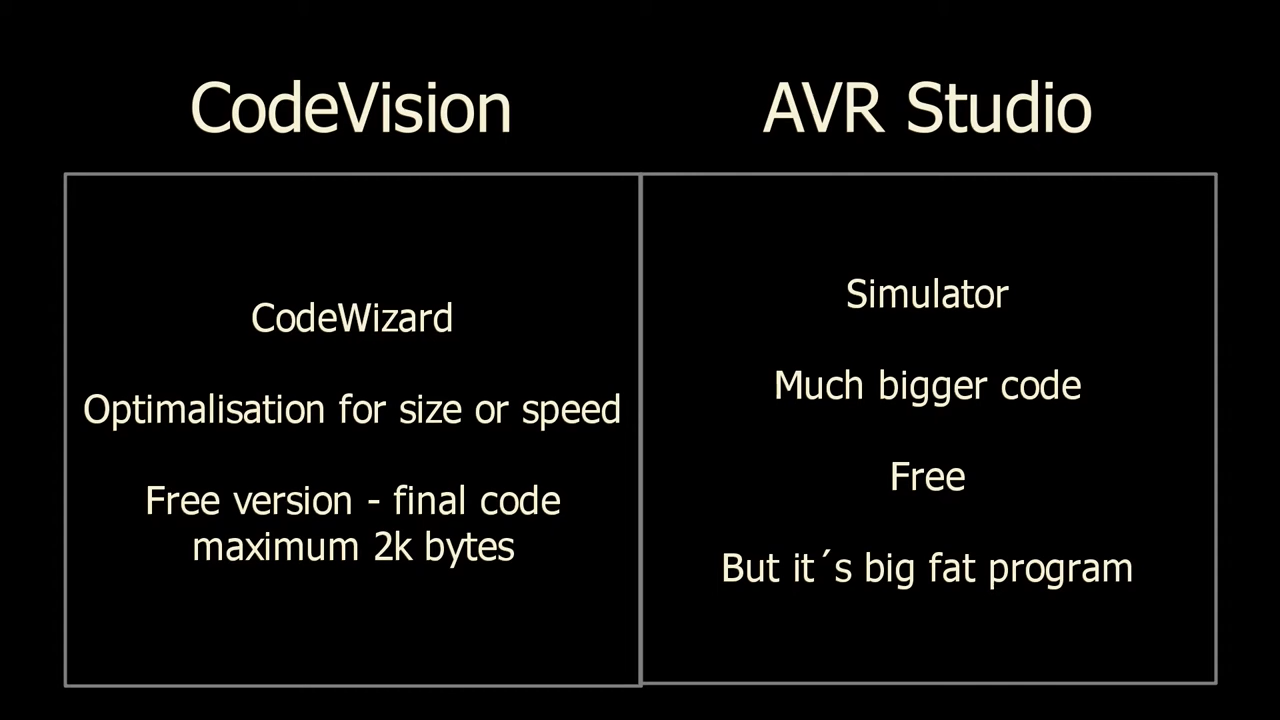 CodeVision
AVR Studio
CodeWizard
Optimalisation for size or speed
Free version - final code
maximum 2k bytes
Simulator
Much bigger code
Free
But it´s big fat program